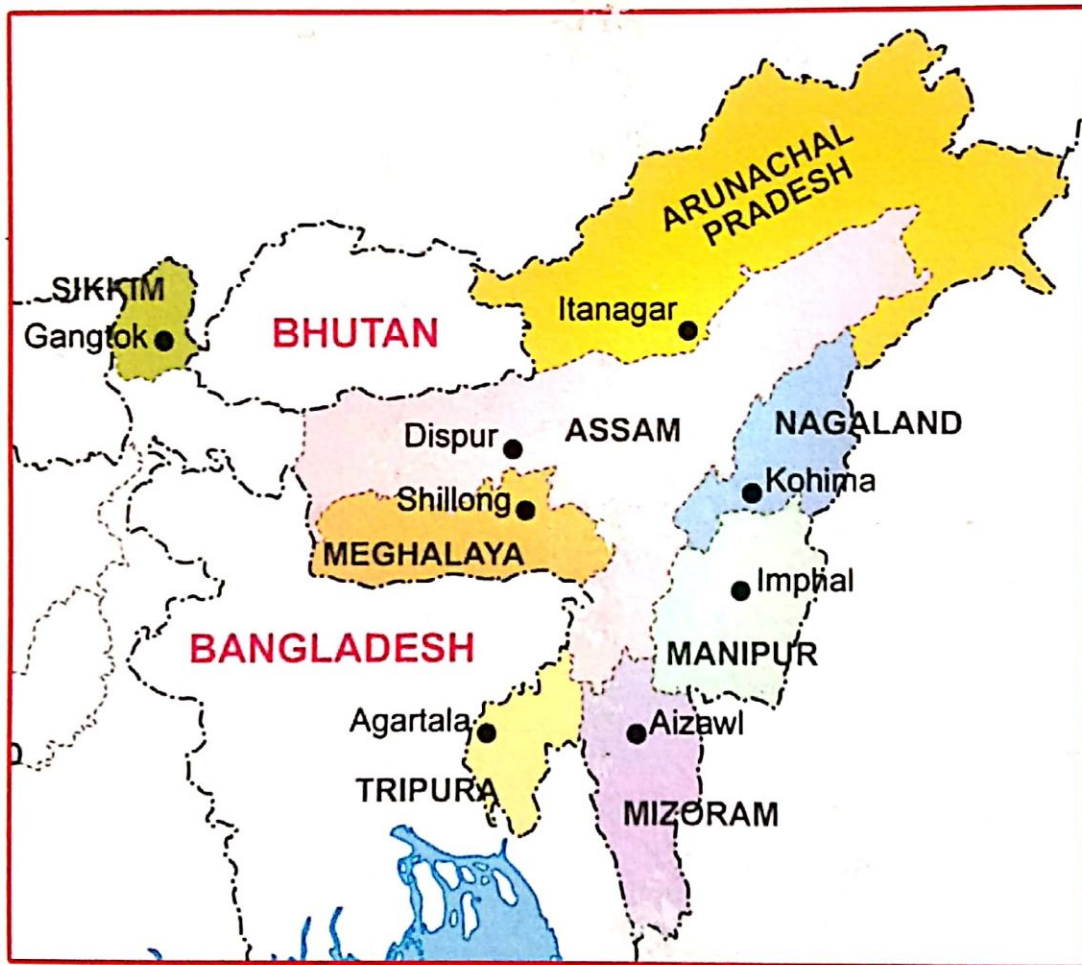 ARUNACHAL
PRADESH
SIKKIM
Gangtok
BHUTAN
Itanagar
Dispur
ASSAM
NAGALAND
Kohima
Shillong
MEGHALAYA
Imphal
BANGLADESH
MANIPUR
Agartala
Aizawl
TRIPURA
MIZORAM